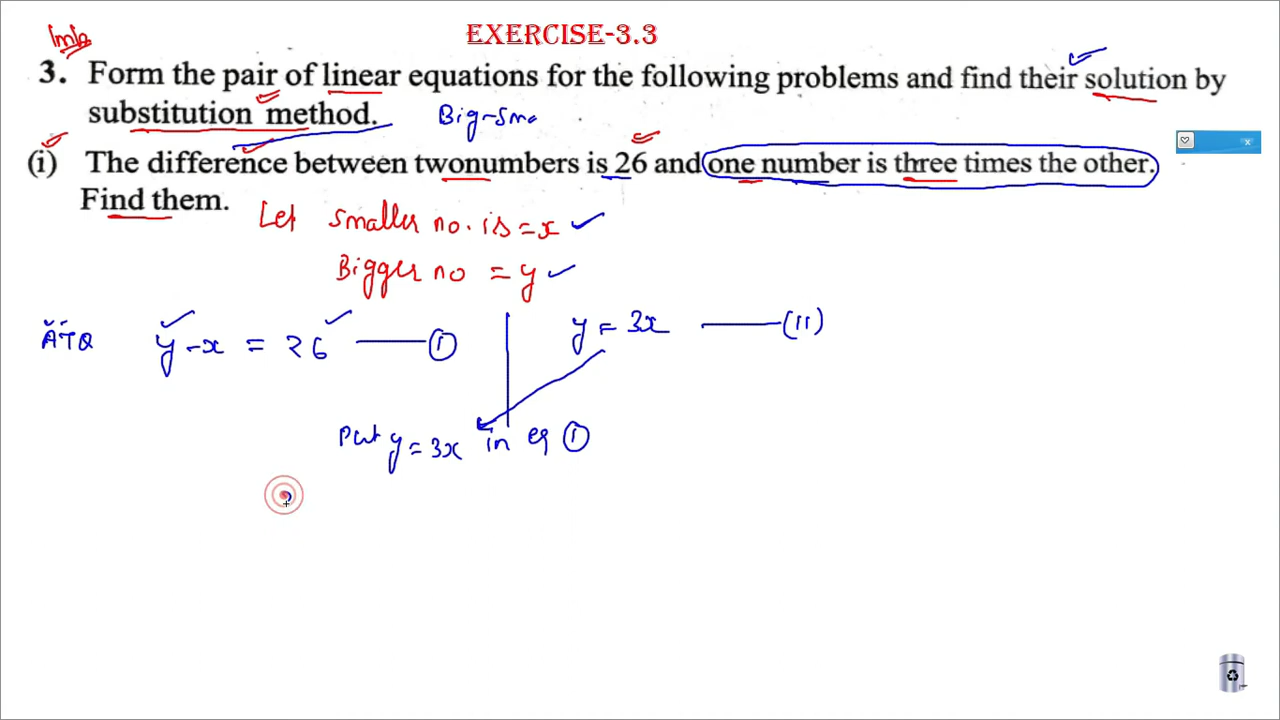 EXERCISE-3.3
Imp
3. Form the pair of linear equations for the following problems and find their solution by
substitution method.
Big-Sma
(i) The difference between twonumbers is 26 and one number is three times the other.
Find them.
Let smaller no. is = x
Bigger no = y
ATQ y - x = 26 ——— ①
y = 3x ——— (II)
Put y = 3x in eq ①